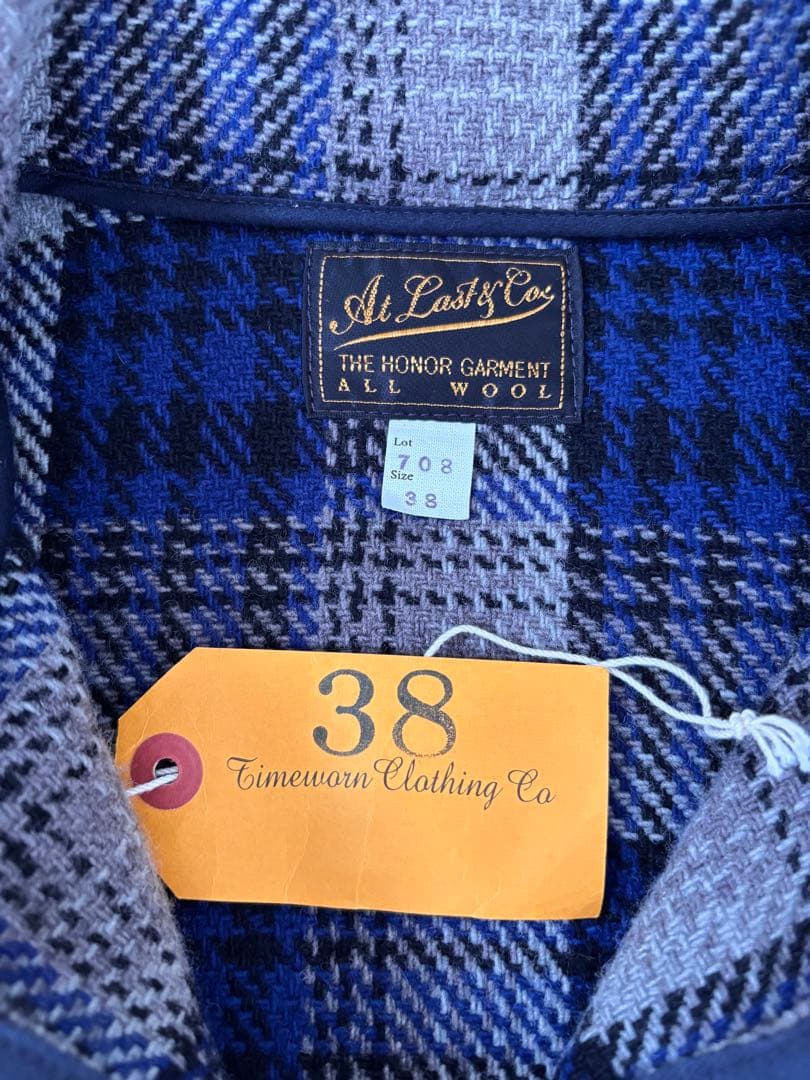 At Last & Co.
THE HONOR GARMENT
ALL WOOL
Lot
708
Size
38
38
Timeworn Clothing Co